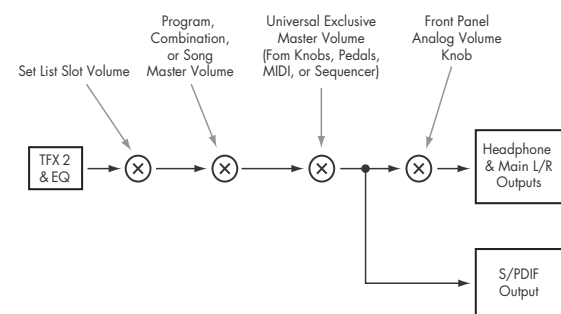 Set List Slot Volume
Program,
Combination,
or Song
Master Volume
Universal Exclusive
Master Volume
(Fom Knobs, Pedals,
MIDI, or Sequencer)
Front Panel
Analog Volume
Knob
TFX 2
& EQ
Headphone
& Main L/R
Outputs
S/PDIF
Output